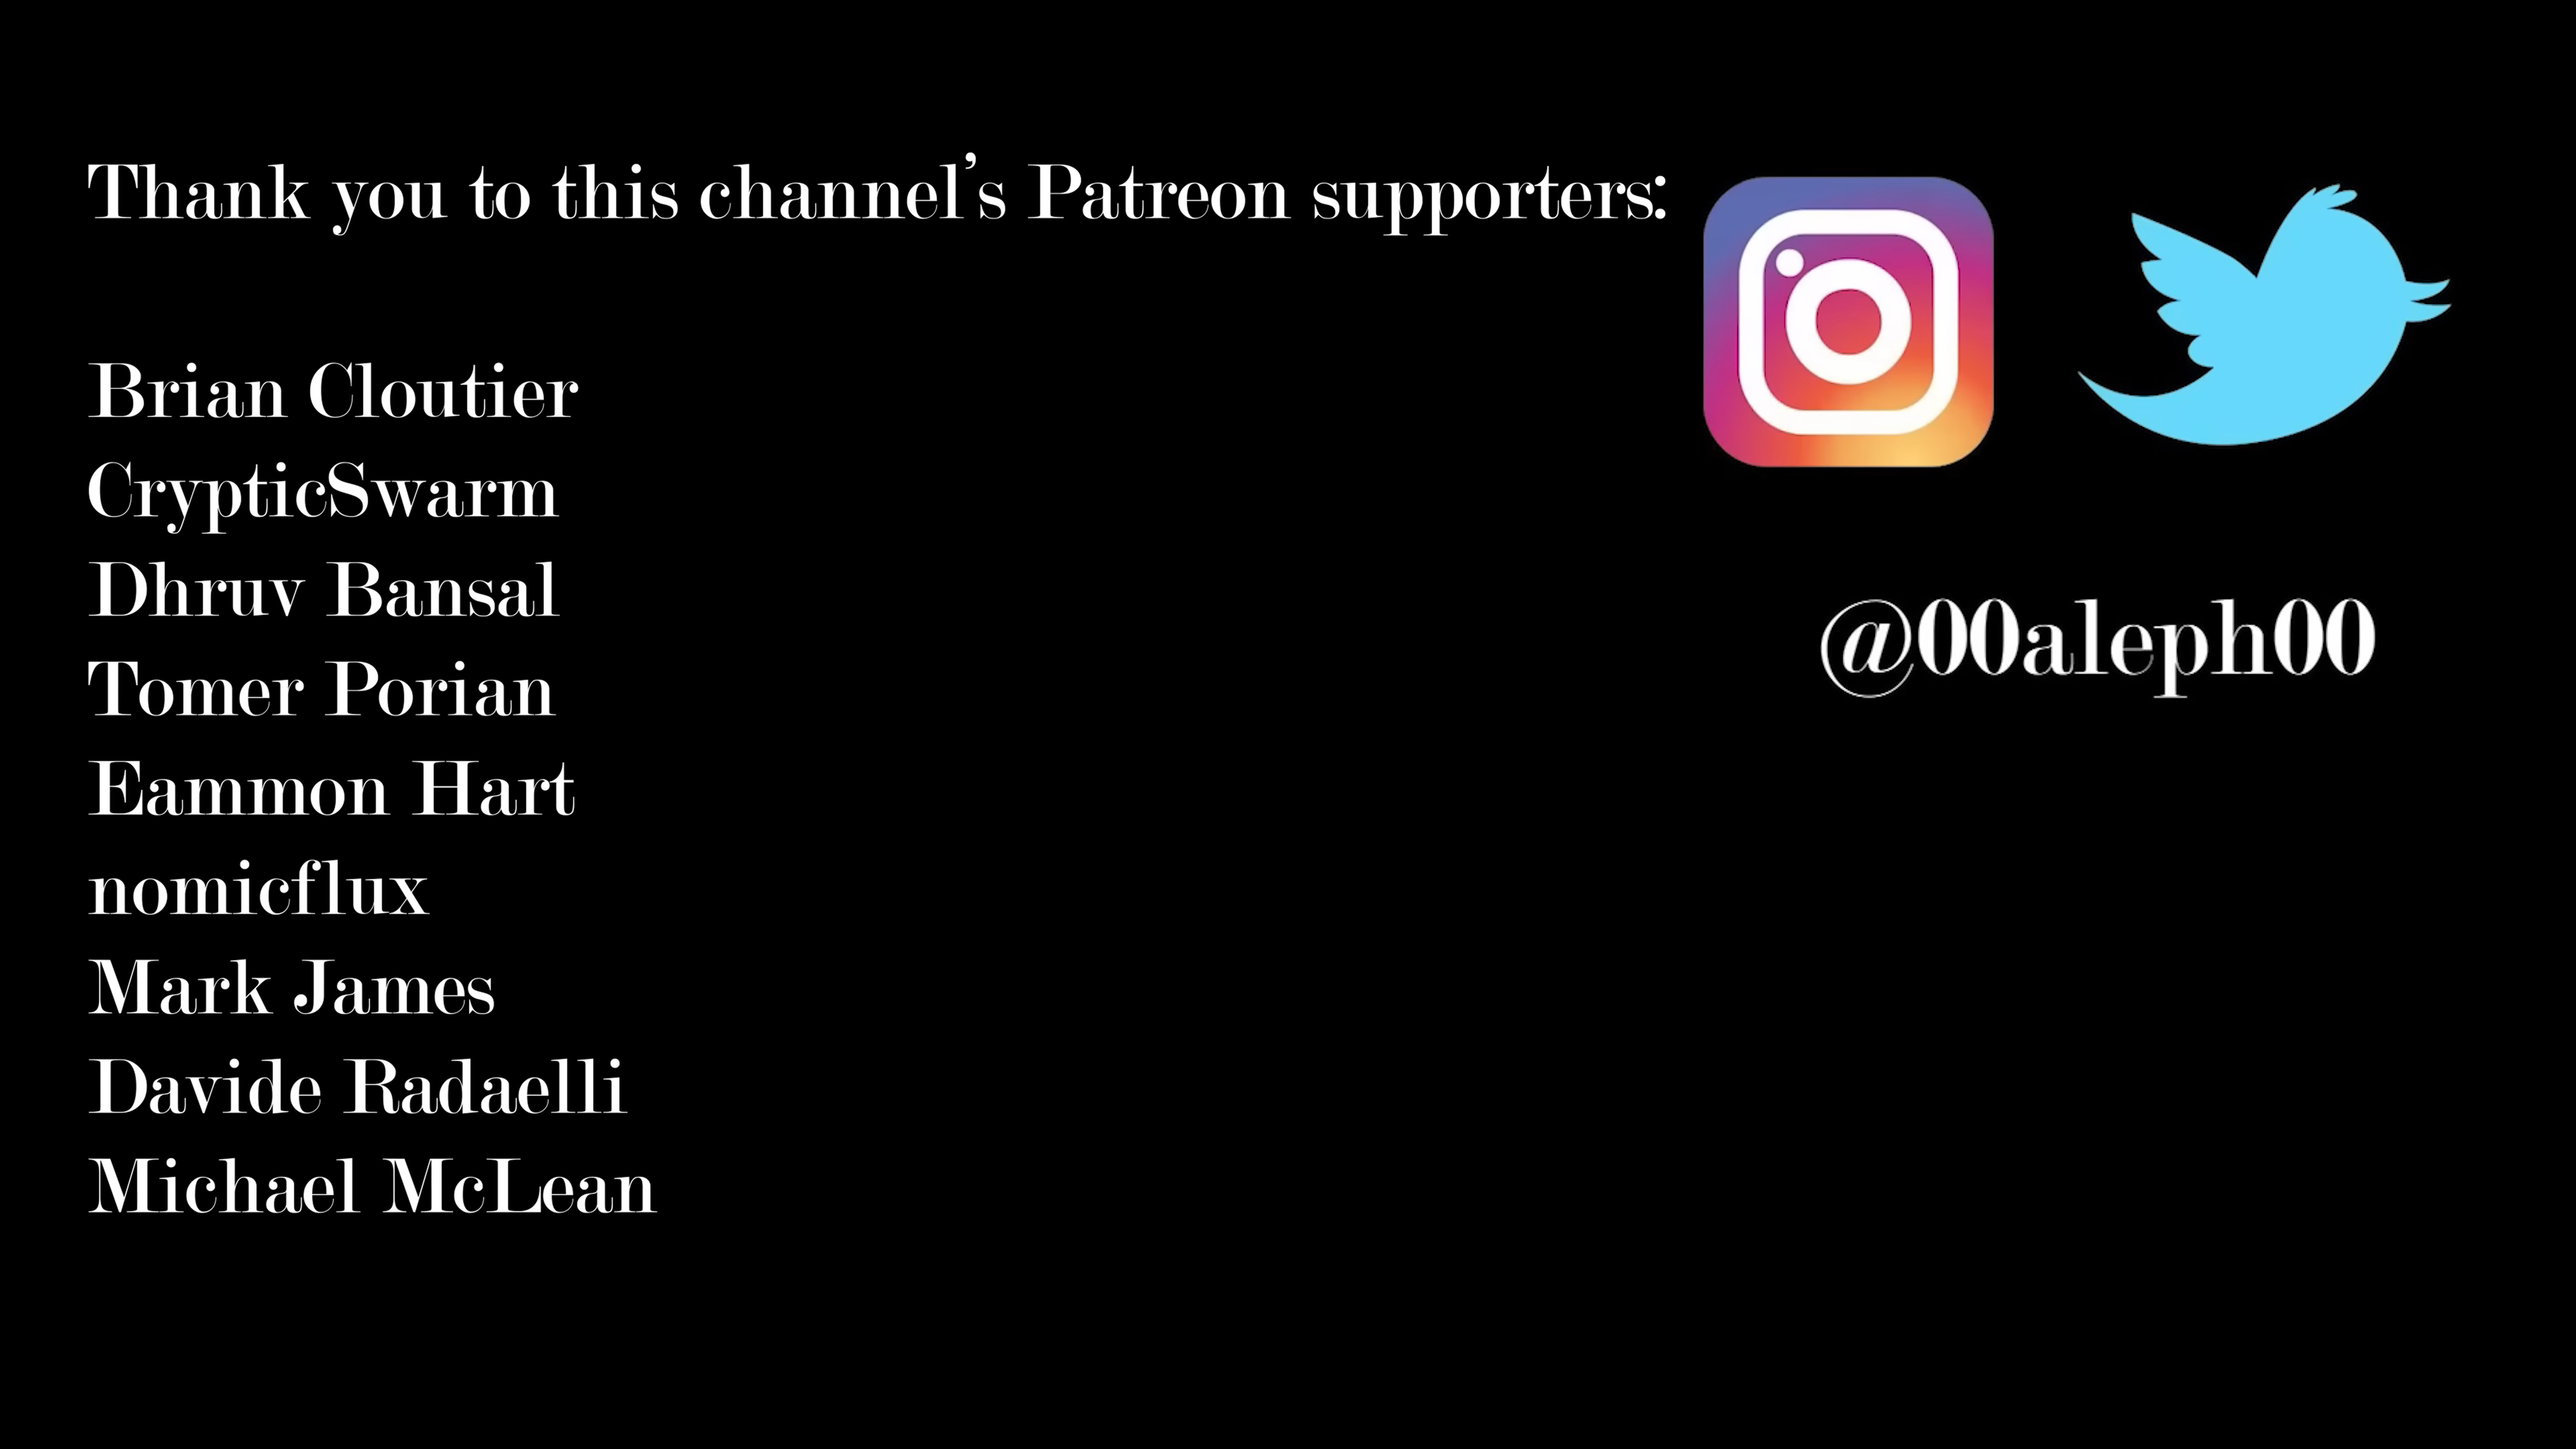 Thank you to this channel's Patreon supporters:
Brian Cloutier
CrypticSwarm
Dhruv Bansal
Tomer Porian
Eammon Hart
nomicflux
Mark James
Davide Radaelli
Michael McLean
@00aleph00